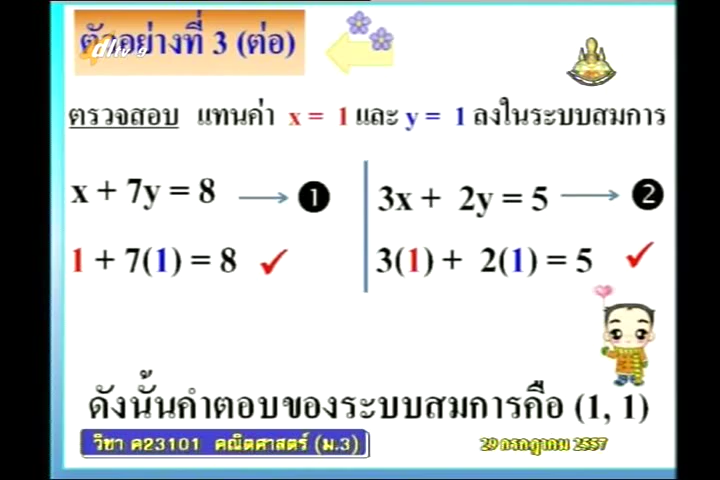 ตัวอย่างที่ 3 (ต่อ)
ตรวจสอบ แทนค่า x = 1 และ y = 1 ลงในระบบสมการ
x + 7y = 8 → ❶
1 + 7(1) = 8 ✓
3x + 2y = 5 → ❷
3(1) + 2(1) = 5 ✓
ดังนั้นคำตอบของระบบสมการคือ (1, 1)
วิชา ค23101 คณิตศาสตร์ (ม.3)
29 กรกฎาคม 2557